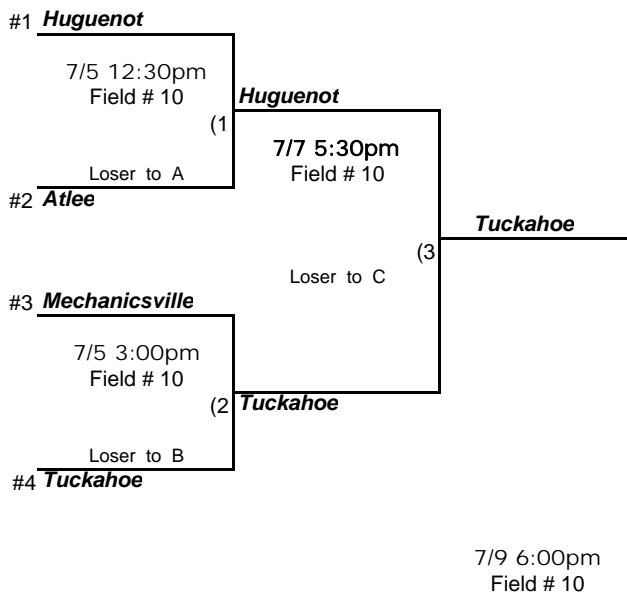 #1 Huguenot
7/5 12:30pm
Field # 10
Huguenot
(1
7/7 5:30pm
Field # 10
Loser to A
#2 Atlee
Tuckahoe
(3
Loser to C
#3 Mechanicsville
7/5 3:00pm
Field # 10
(2
Tuckahoe
Loser to B
#4 Tuckahoe
7/9 6:00pm
Field # 10